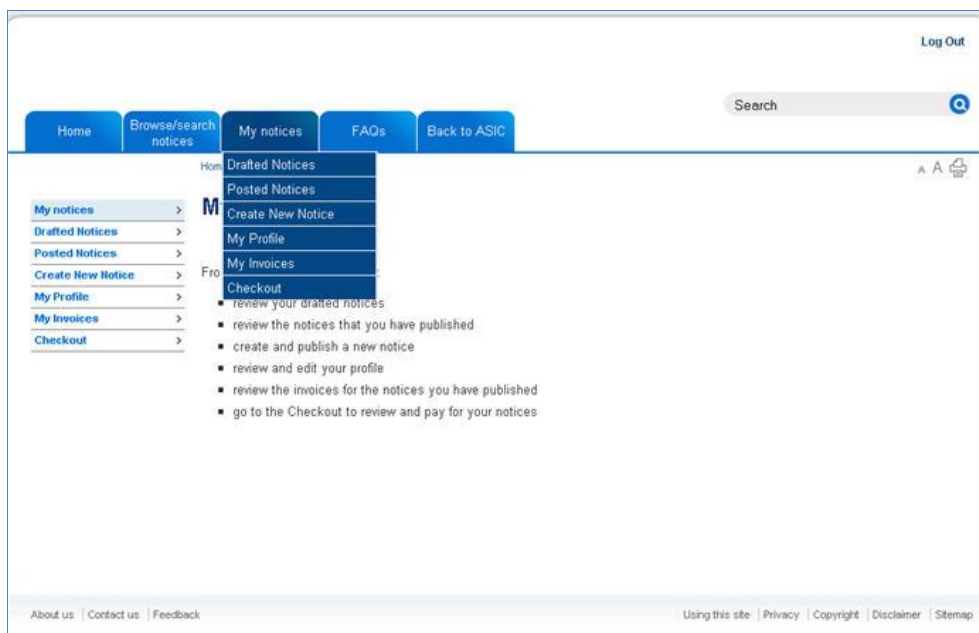 Log Out
Search
Home
Browse/search
notices
My notices
FAQs
Back to ASIC
Hom
Drafted Notices
Posted Notices
Create New Notice
My Profile
My Invoices
Checkout
A A
My notices
Drafted Notices
Posted Notices
Create New Notice
My Profile
My Invoices
Checkout
M
Fro
review your drafted notices
review the notices that you have published
create and publish a new notice
review and edit your profile
review the invoices for the notices you have published
go to the Checkout to review and pay for your notices
About us | Contact us | Feedback
Using this site | Privacy | Copyright | Disclaimer | Sitemap